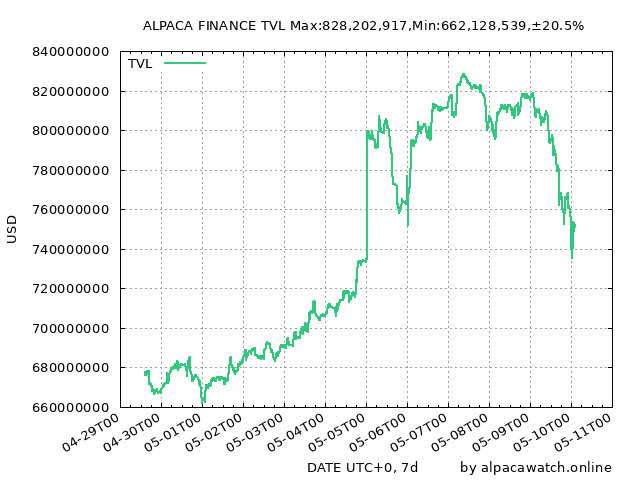 ALPACA FINANCE TVL Max:828,202,917,Min:662,128,539,±20.5%
TVL
840000000
820000000
800000000
780000000
760000000
740000000
720000000
700000000
680000000
660000000
USD
04-29T00
04-30T00
05-01T00
05-02T00
05-03T00
05-04T00
05-05T00
05-06T00
05-07T00
05-08T00
05-09T00
05-10T00
05-11T00
DATE UTC+0, 7d
by alpacawatch.online